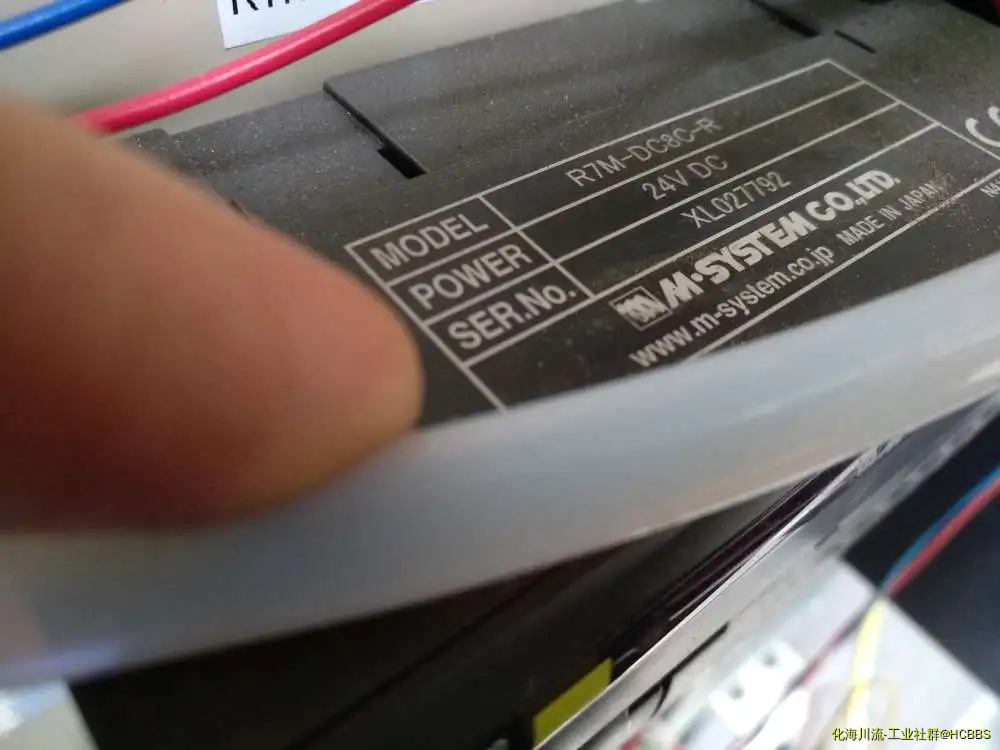 MODEL R7M-DC8C-R
POWER 24V DC
SER.No. XL027792
M-SYSTEM CO.,LTD.
www.m-system.co.jp MADE IN JAPAN
化海川流-工业社群@HCBBS